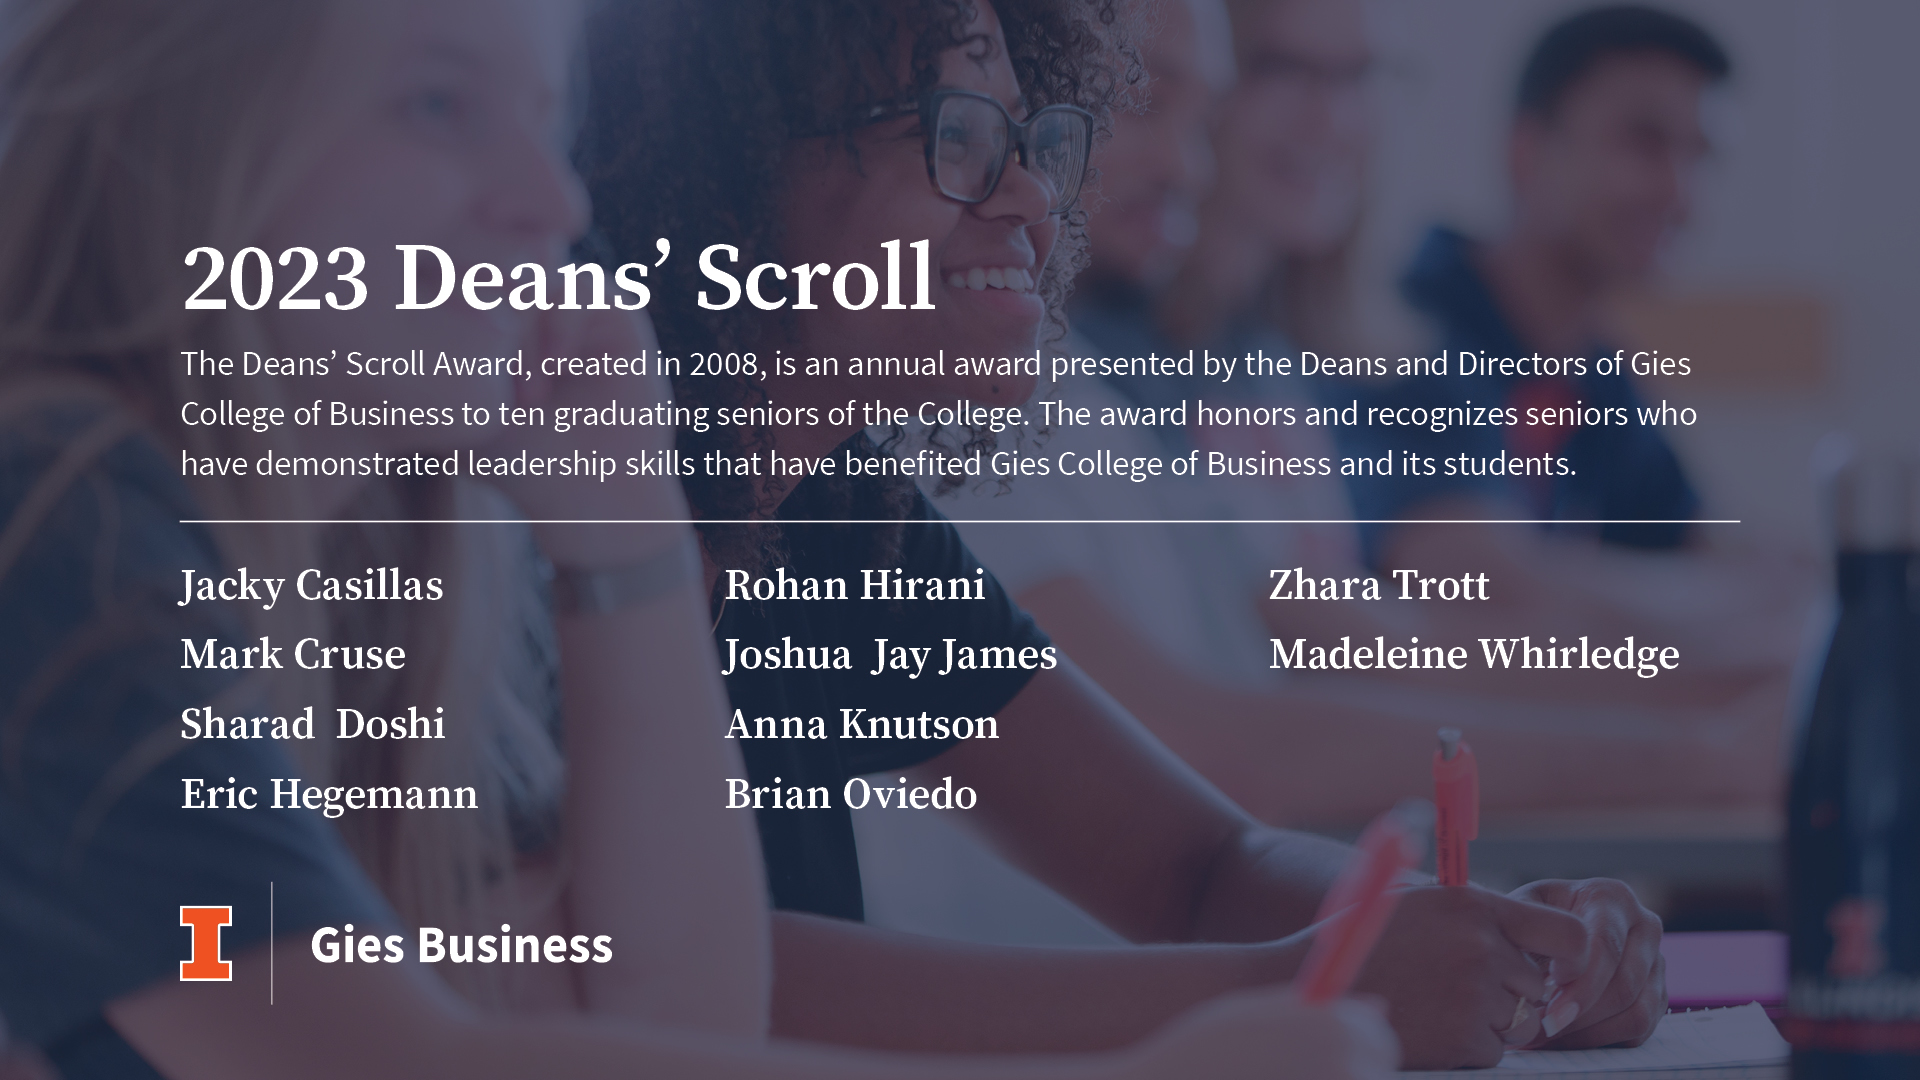 2023 Deans’ Scroll
The Deans’ Scroll Award, created in 2008, is an annual award presented by the Deans and Directors of Gies
College of Business to ten graduating seniors of the College. The award honors and recognizes seniors who
have demonstrated leadership skills that have benefited Gies College of Business and its students.
Jacky Casillas
Mark Cruse
Sharad  Doshi
Eric Hegemann
Rohan Hirani
Joshua  Jay James
Anna Knutson
Brian Oviedo
Zhara Trott
Madeleine Whirledge
I
Gies Business